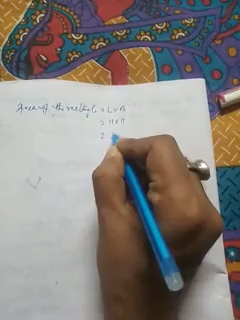 Area of the rectangle = L x B
= 11 x 11
=